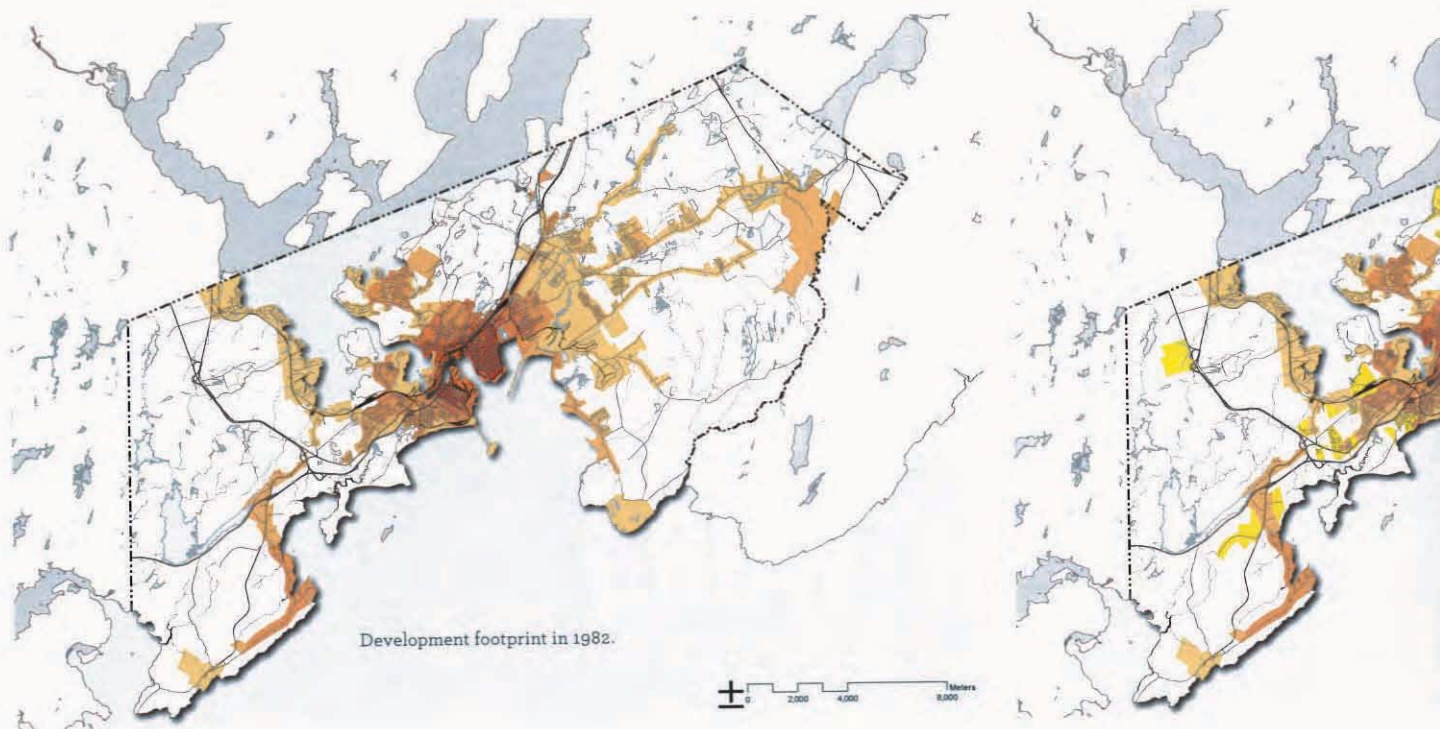 Development footprint in 1982.
0 2,000 4,000 8,000 Meters